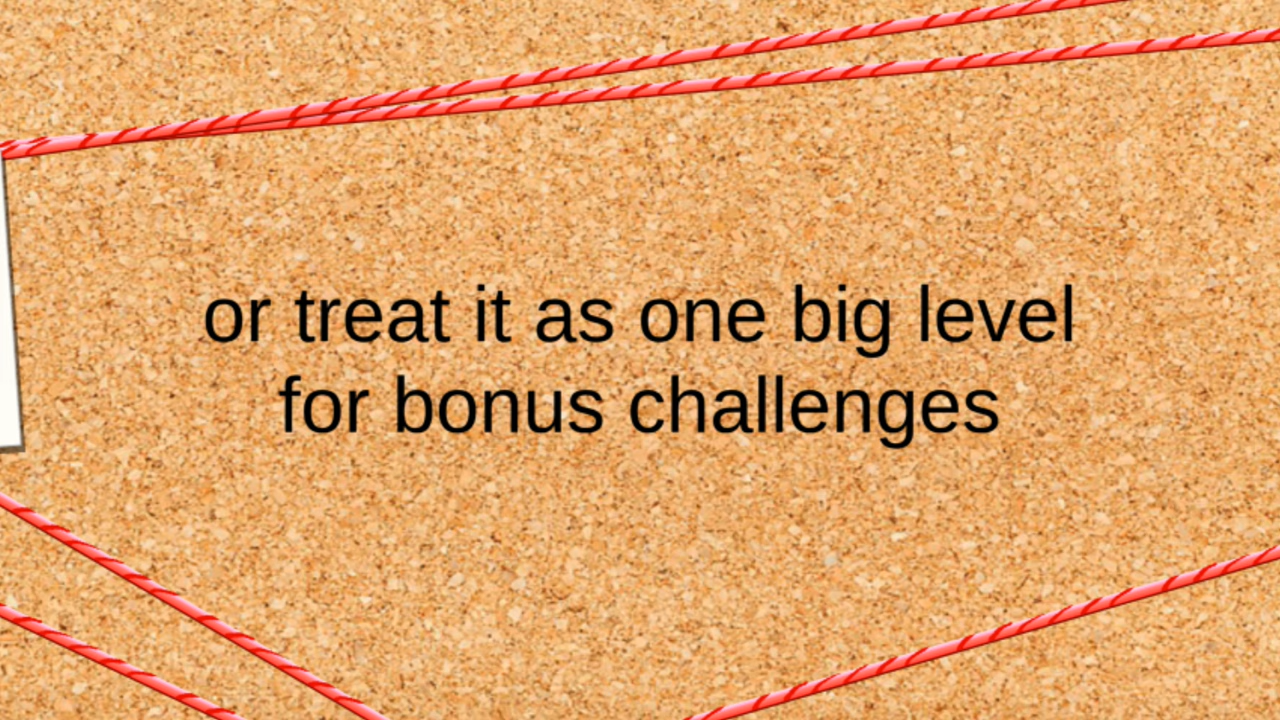 or treat it as one big level
for bonus challenges